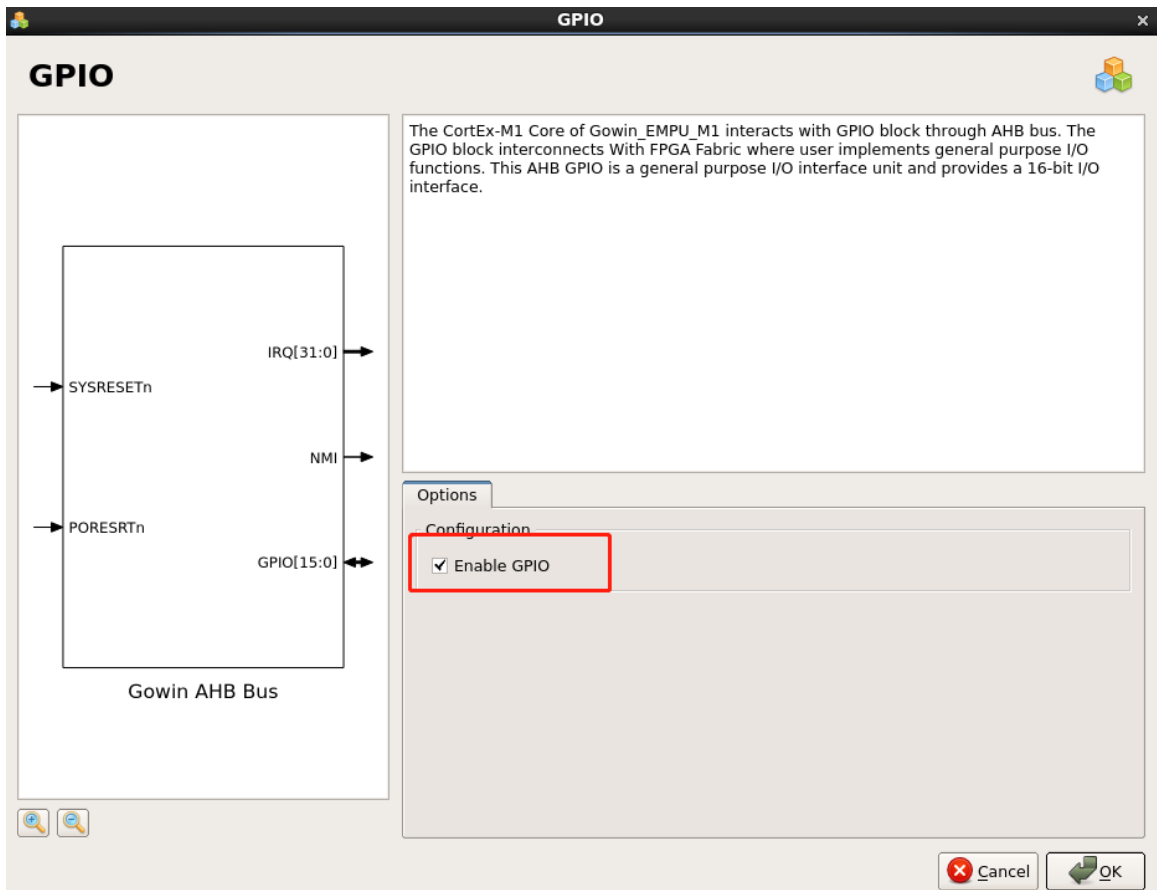 GPIO
GPIO
The CortEx-M1 Core of Gowin_EMPU_M1 interacts with GPIO block through AHB bus. The
GPIO block interconnects With FPGA Fabric where user implements general purpose I/O
functions. This AHB GPIO is a general purpose I/O interface unit and provides a 16-bit I/O
interface.
IRQ[31:0]
SYSRESETn
NMI
PORESRTn
GPIO[15:0]
Gowin AHB Bus
Options
Configuration
Enable GPIO
Cancel
OK